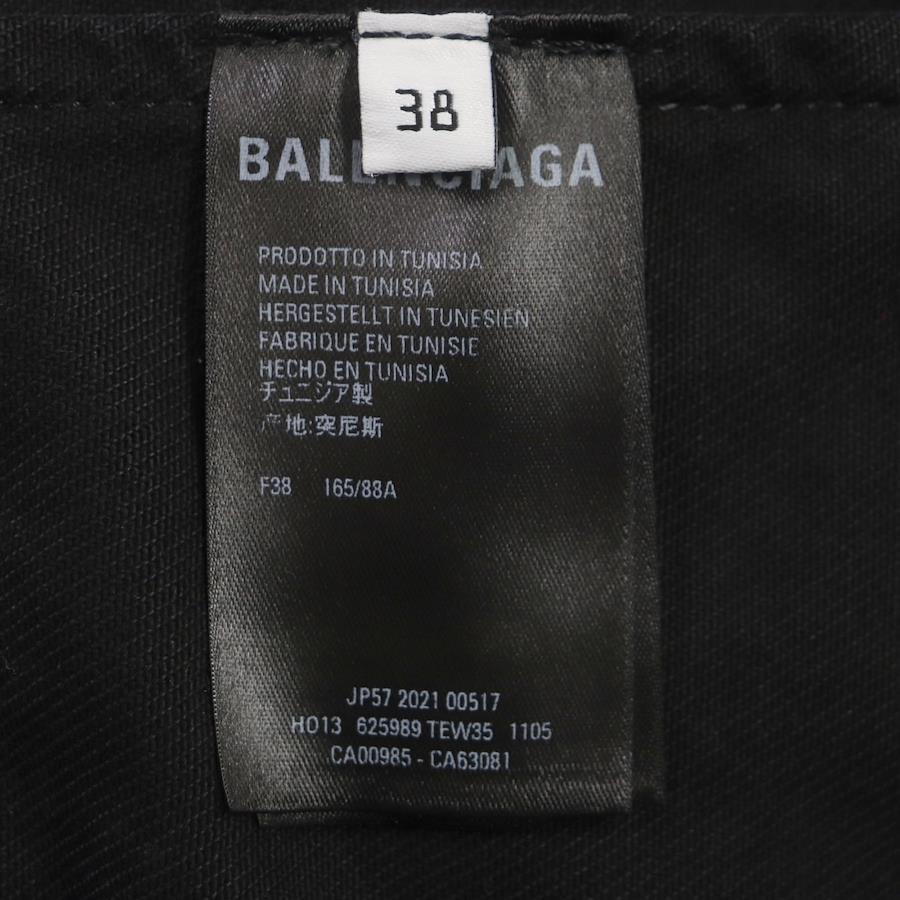 38
BALENCIAGA
PRODOTTO IN TUNISIA
MADE IN TUNISIA
HERGESTELLT IN TUNESIEN
FABRIQUE EN TUNISIE
HECHO EN TUNISIA
チュニジア製
产地:突尼斯
F38 165/88A
JP57 2021 00517
HO13 625989 TEW35 1105
CA00985 - CA63081